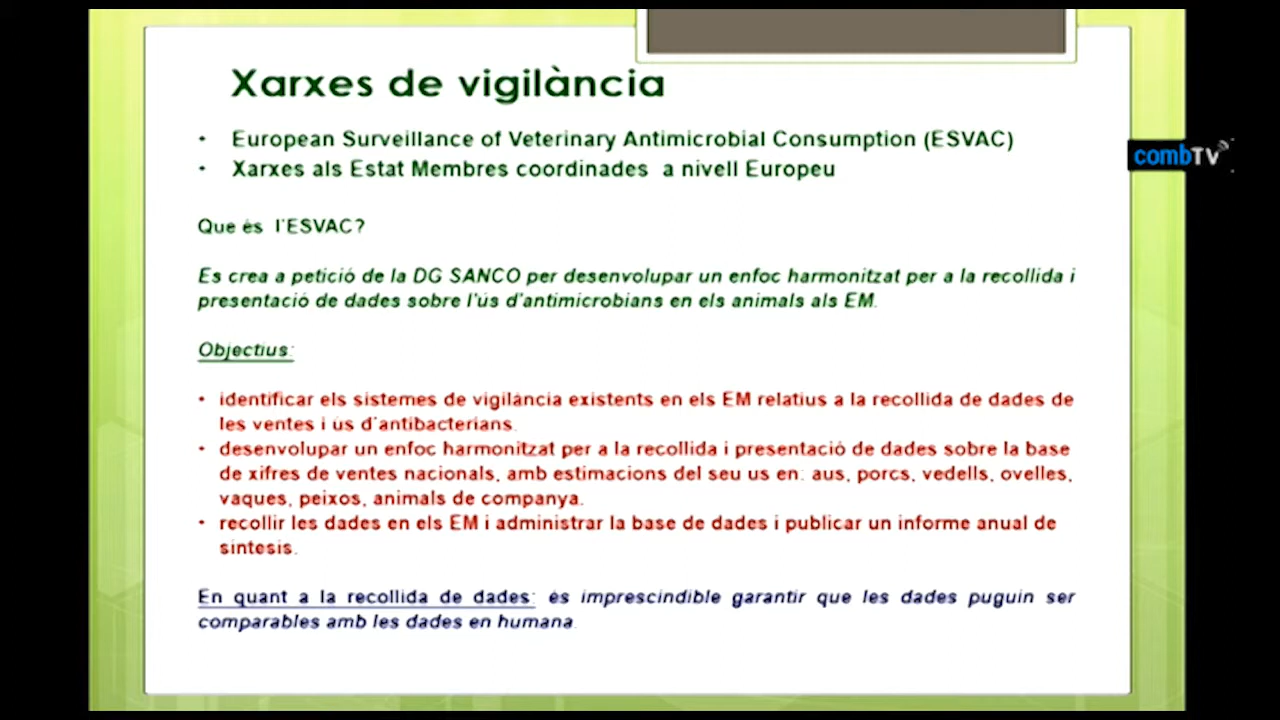 Xarxes de vigilància
• European Surveillance of Veterinary Antimicrobial Consumption (ESVAC)
• Xarxes als Estat Membres coordinades a nivell Europeu
combTV
Que és l'ESVAC?
Es crea a petició de la DG SANCO per desenvolupar un enfoc harmonitzat per a la recollida i
presentació de dades sobre l'ús d'antimicrobians en els animals als EM.
Objectius:
• identificar els sistemes de vigilància existents en els EM relatius a la recollida de dades de
les ventes i ús d'antibacterians.
• desenvolupar un enfoc harmonitzat per a la recollida i presentació de dades sobre la base
de xifres de ventes nacionals, amb estimacions del seu us en: aus, porcs, vedells, ovelles,
vaques, peixos, animals de companya.
• recollir les dades en els EM i administrar la base de dades i publicar un informe anual de
síntesis.
En quant a la recollida de dades: és imprescindible garantir que les dades puguin ser
comparables amb les dades en humana.